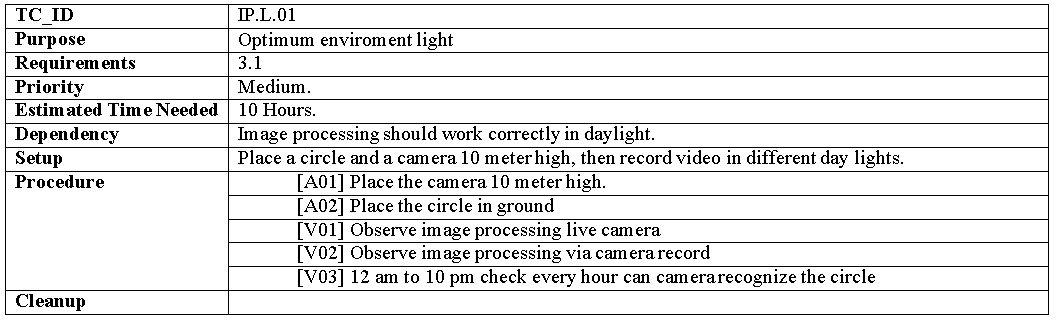 TC_ID IP.L.01
Purpose Optimum enviroment light
Requirements 3.1
Priority Medium.
Estimated Time Needed 10 Hours.
Dependency Image processing should work correctly in daylight.
Setup Place a circle and a camera 10 meter high, then record video in different day lights.
Procedure [A01] Place the camera 10 meter high.
[A02] Place the circle in ground
[V01] Observe image processing live camera
[V02] Observe image processing via camera record
[V03] 12 am to 10 pm check every hour can camera recognize the circle
Cleanup